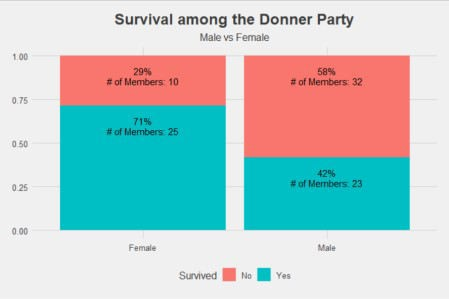 Survival among the Donner Party
Male vs Female
1.00
29%
# of Members: 10
58%
# of Members: 32
0.75
71%
# of Members: 25
0.50
42%
# of Members: 23
0.25
0.00
Female
Male
Survived No Yes